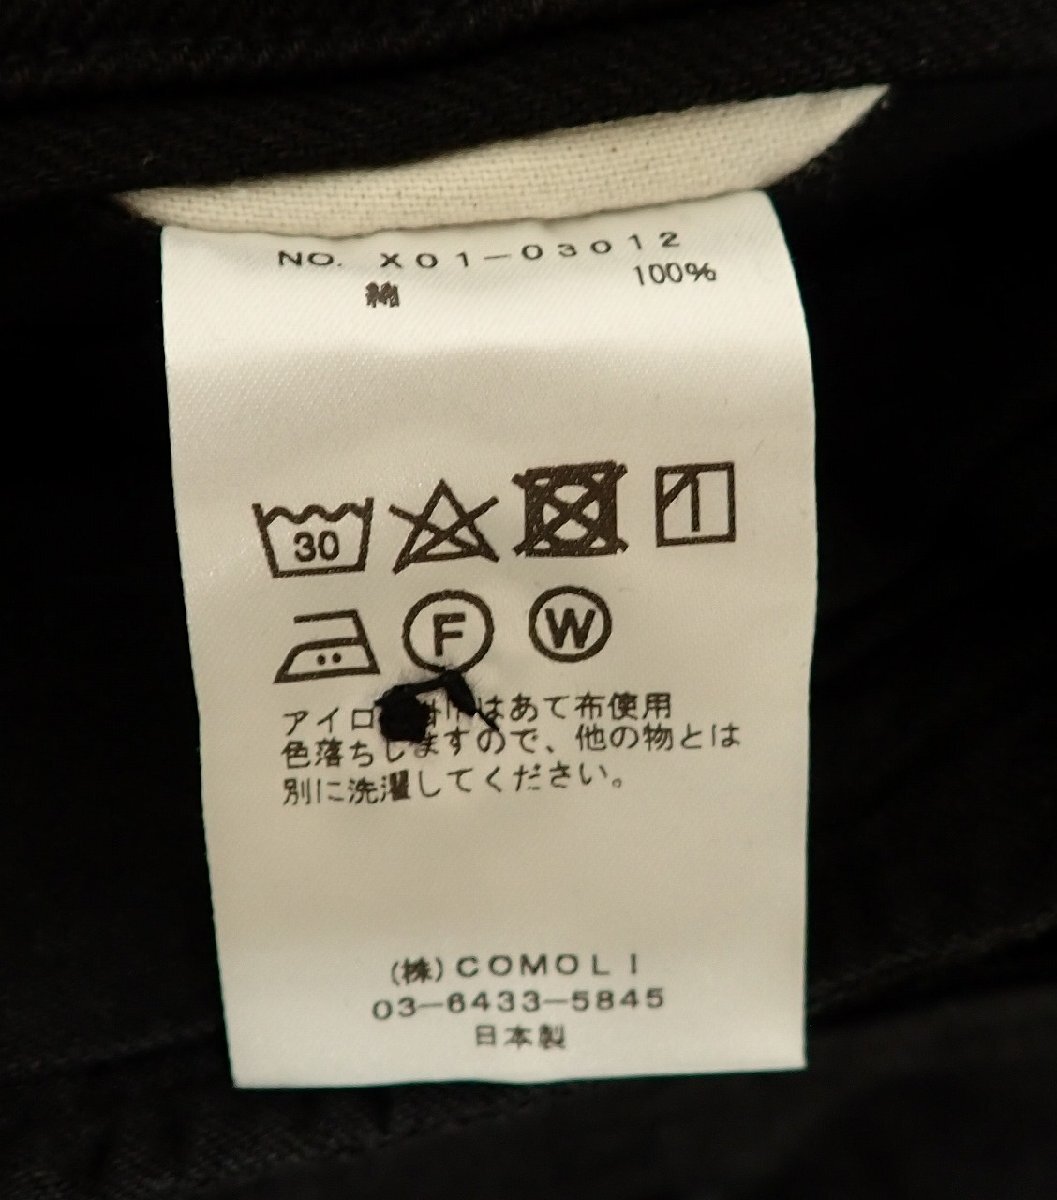 NO. X01-03012
綿 100%
30
F W
アイロ はあて布使用
色落ちしますので、他の物とは
別に洗濯してください。
(株)COMOLI
03-6433-5845
日本製